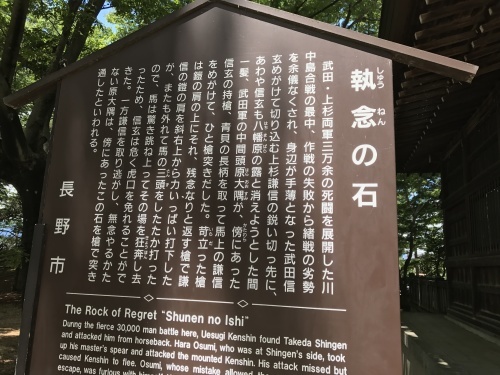 執念の石
しゅう ねん
武田・上杉両軍三万余の死闘を展開した川
中島合戦の最中、作戦の失敗から緒戦の劣勢
を余儀なくされ、身辺が手薄となった武田信
玄めがけて切り込む上杉謙信の鋭い切っ先に、
あわや信玄も八幡原の露と消えようとした間
一髪、武田軍の中間頭原大隅が、傍にあった
信玄の持槍、青貝の長柄を取って馬上の謙信
をめがけて、ひと槍突きだした。苛立った槍
は鎧の肩の上にそれ、残念なりと返す槍で謙
信の鎧の肩を斜右上から力いっぱい打下した
が、またも外れて馬の三頭をしたたか打った
ので、馬は驚き跳ね上ってその場を狂奔し去
ったため、信玄は危く虎口を免れることがで
きた。一方謙信を取り逃がし、無念やるかた
ない原大隅は、傍にあったこの石を槍で突き
通したといわれる。
長野市
The Rock of Regret "Shunen no Ishi"
During the fierce 30,000 man battle here, Uesugi Kenshin found Takeda Shingen
and attacked him from horseback. Hara Osumi, who was at Shingen's side, took
up his master's spear and attacked the mounted Kenshin. His attack missed but
caused Kenshin to flee. Osumi, whose mistake allowed
escape, was furious with